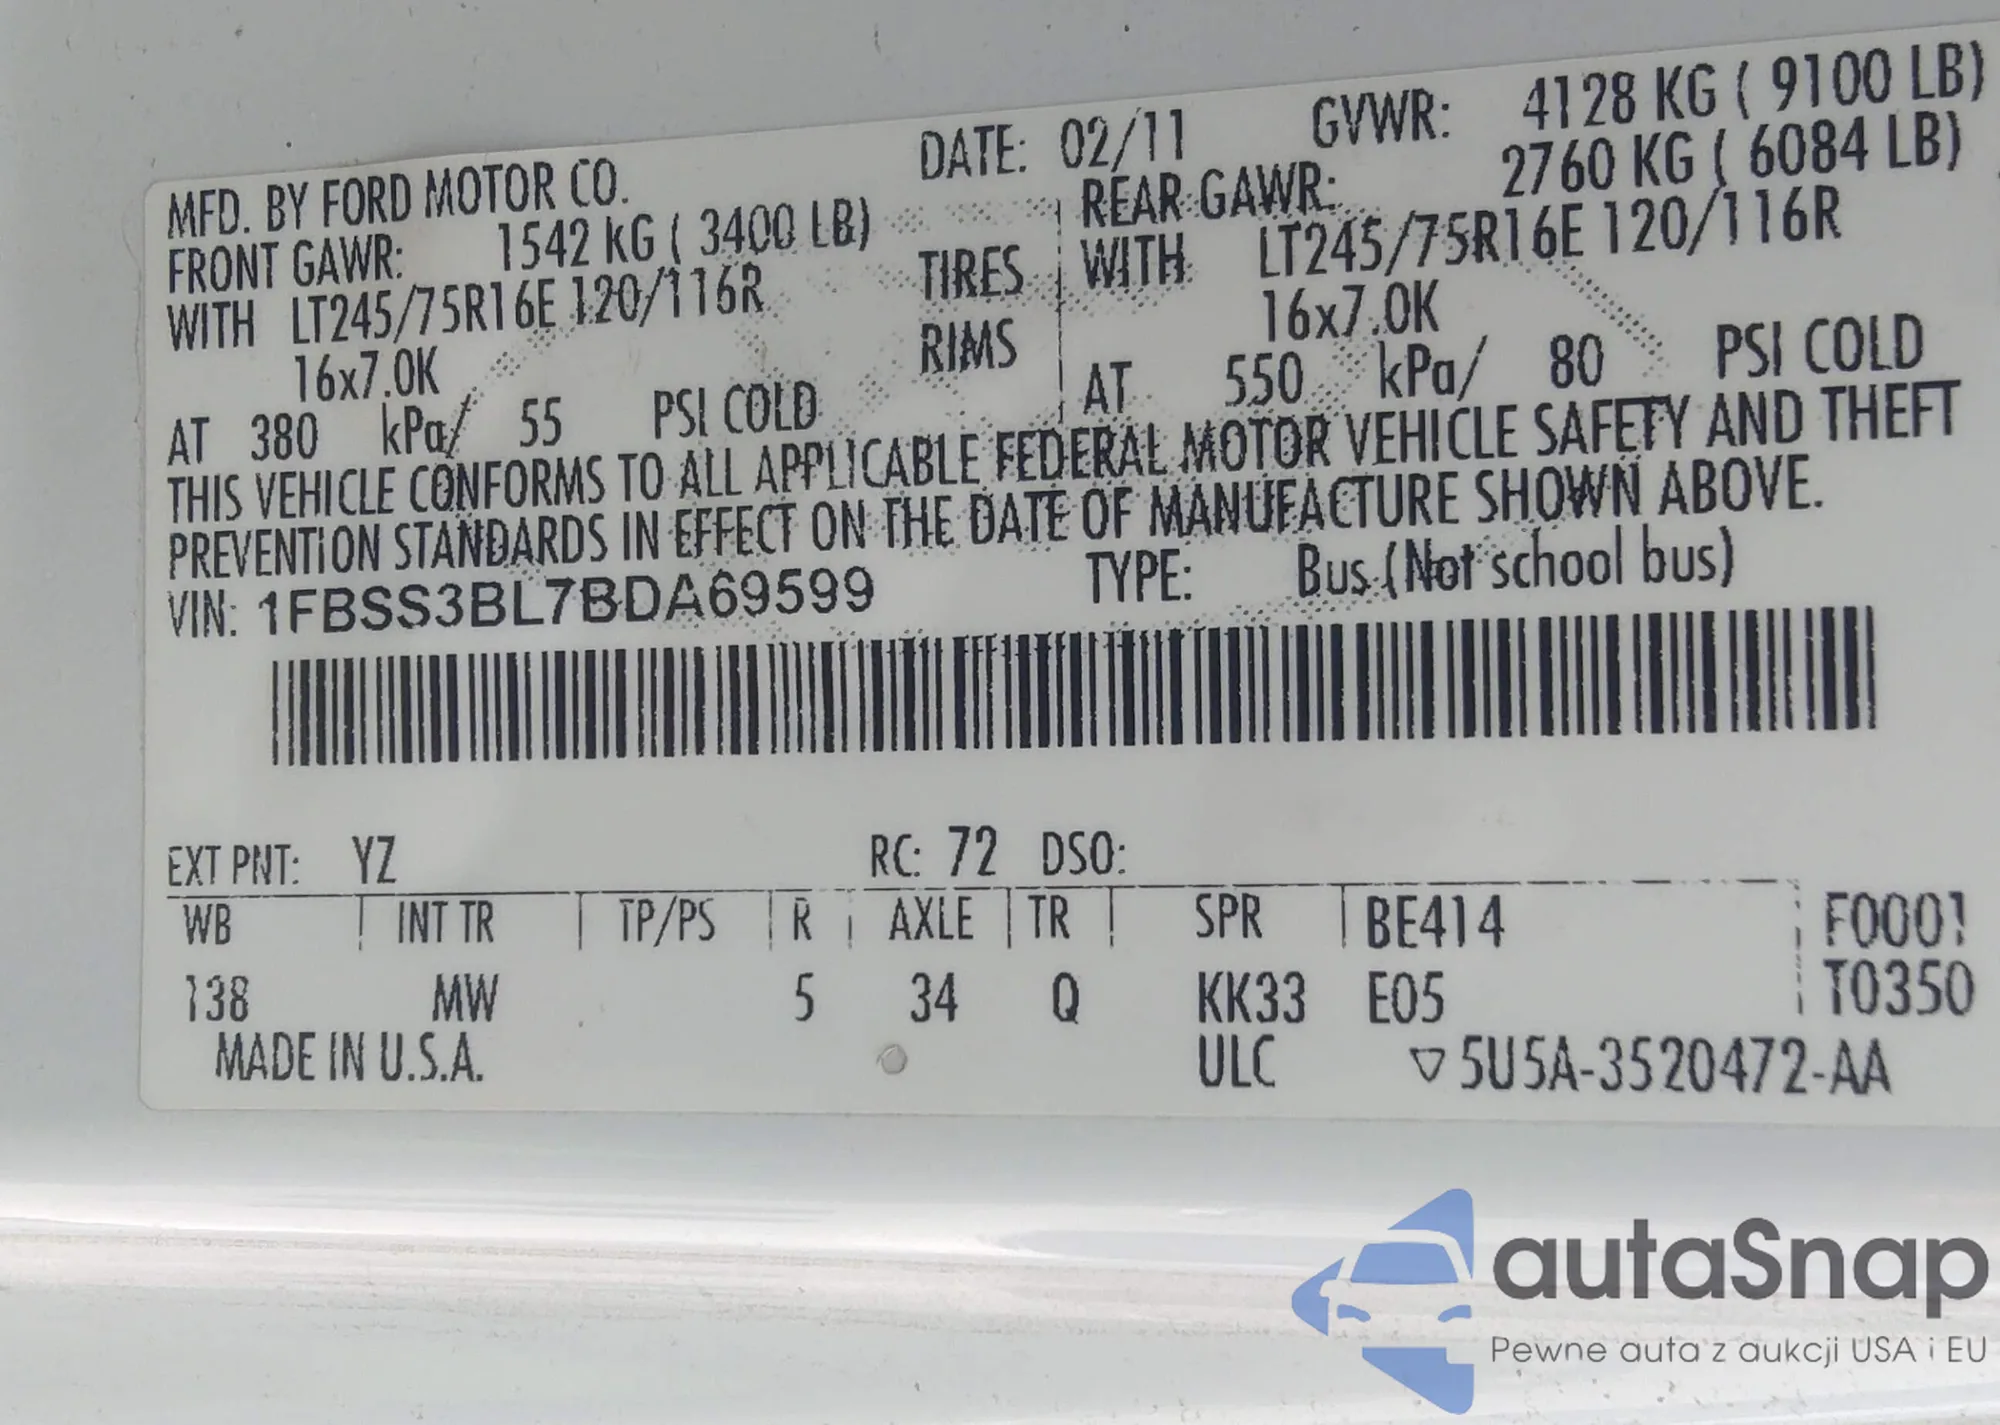 MFD. BY FORD MOTOR CO. DATE: 02/11 GVWR: 4128 KG ( 9100 LB)
FRONT GAWR: 1542 KG ( 3400 LB) REAR GAWR: 2760 KG ( 6084 LB)
WITH LT245/75R16E 120/116R TIRES WITH LT245/75R16E 120/116R
16x7.0K RIMS 16x7.0K
AT 380 kPa/ 55 PSI COLD AT 550 kPa/ 80 PSI COLD
THIS VEHICLE CONFORMS TO ALL APPLICABLE FEDERAL MOTOR VEHICLE SAFETY AND THEFT
PREVENTION STANDARDS IN EFFECT ON THE DATE OF MANUFACTURE SHOWN ABOVE.
VIN: 1FBSS3BL7BDA69599 TYPE: Bus (Not school bus)
EXT PNT: YZ RC: 72 DSO:
WB INT TR TP/PS R AXLE TR SPR BE414 F0001
138 MW 5 34 Q KK33 E05 T0350
MADE IN U.S.A. ULC 5U5A-3520472-AA
autaSnap
Pewne auta z aukcji USA i EU